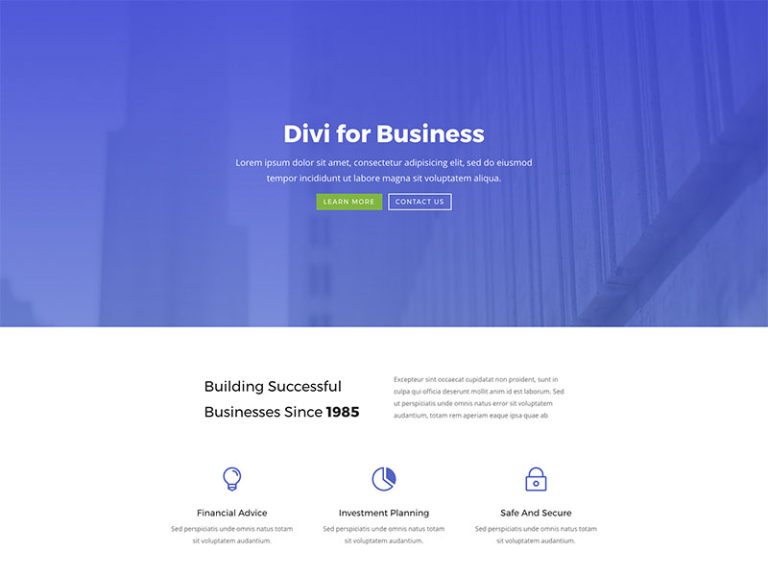 Divi for Business
Lorem ipsum dolor sit amet, consectetur adipisicing elit, sed do eiusmod
tempor incididunt ut labore magna sit voluptatem aliqua.
LEARN MORE
CONTACT US
Building Successful
Businesses Since 1985
Excepteur sint occaecat cupidatat non proident, sunt in
culpa qui officia deserunt mollit anim id est laborum. Sed
ut perspiciatis unde omnis natus error sit voluptatem
audantium, totam rem aperiam eaque ipsa quae ab
Financial Advice
Sed perspiciatis unde omnis natus totam
sit voluptatem audantium.
Investment Planning
Sed perspiciatis unde omnis natus totam
sit voluptatem audantium.
Safe And Secure
Sed perspiciatis unde omnis natus totam
sit voluptatem audantium.